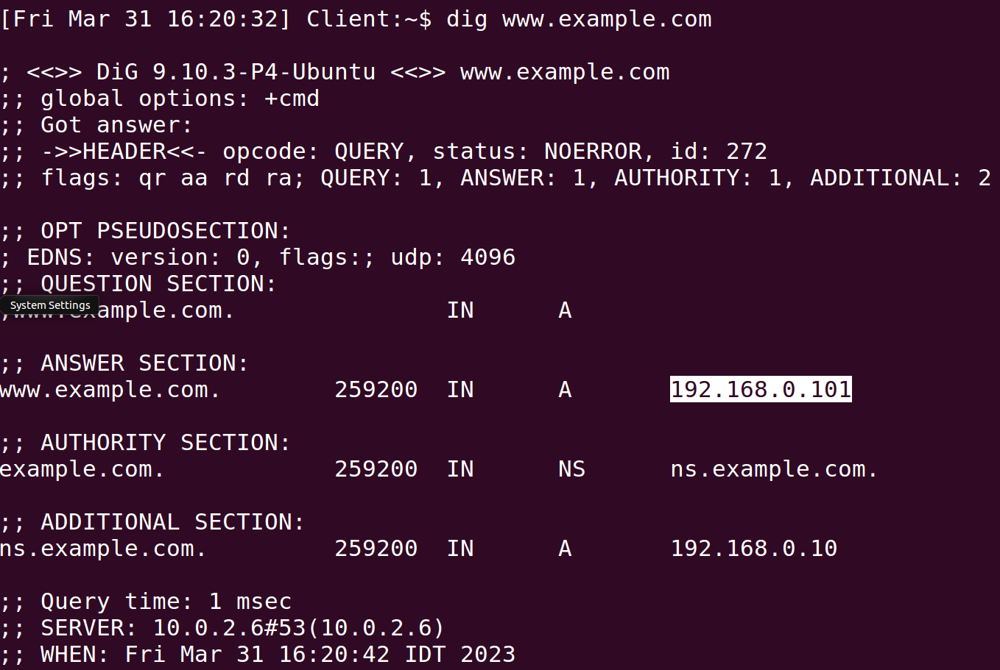 [Fri Mar 31 16:20:32] Client:~$ dig www.example.com
; <<>> DiG 9.10.3-P4-Ubuntu <<>> www.example.com
;; global options: +cmd
;; Got answer:
;; ->>HEADER<<- opcode: QUERY, status: NOERROR, id: 272
;; flags: qr aa rd ra; QUERY: 1, ANSWER: 1, AUTHORITY: 1, ADDITIONAL: 2
;; OPT PSEUDOSECTION:
; EDNS: version: 0, flags:; udp: 4096
;; QUESTION SECTION:
System Settings
;www.example.com. IN A
;; ANSWER SECTION:
www.example.com. 259200 IN A 192.168.0.101
;; AUTHORITY SECTION:
example.com. 259200 IN NS ns.example.com.
;; ADDITIONAL SECTION:
ns.example.com. 259200 IN A 192.168.0.10
;; Query time: 1 msec
;; SERVER: 10.0.2.6#53(10.0.2.6)
;; WHEN: Fri Mar 31 16:20:42 IDT 2023